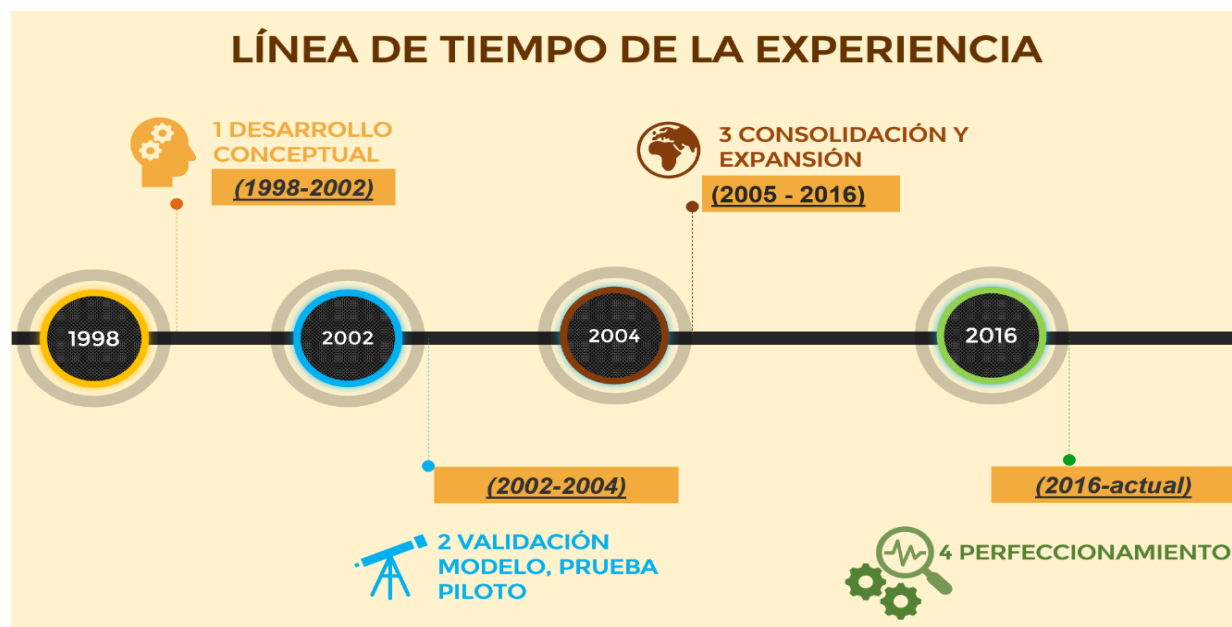 LÍNEA DE TIEMPO DE LA EXPERIENCIA
1 DESARROLLO
CONCEPTUAL
(1998-2002)
3 CONSOLIDACIÓN Y
EXPANSIÓN
(2005 - 2016)
1998
2002
2004
2016
(2002-2004)
2 VALIDACIÓN
MODELO, PRUEBA
PILOTO
(2016-actual)
4 PERFECCIONAMIENTO